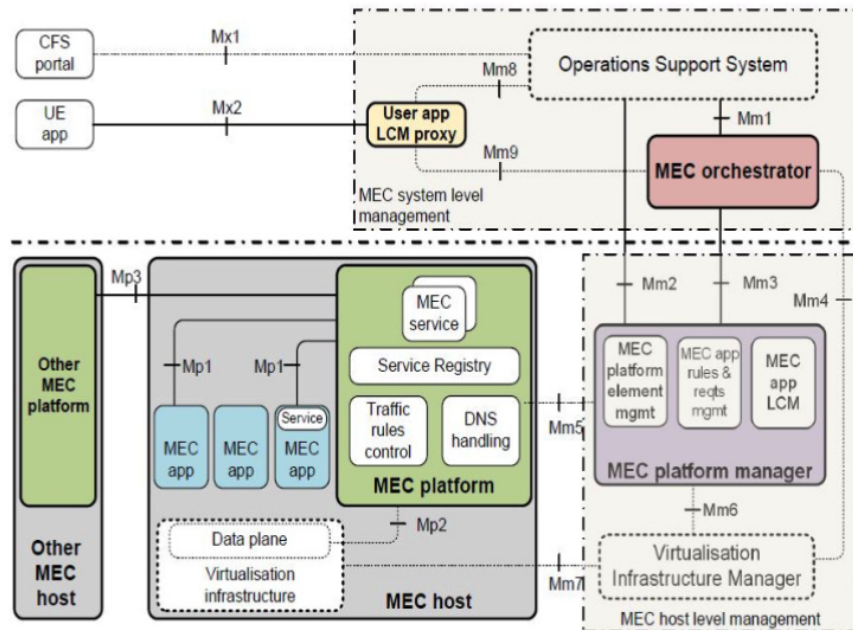 CFS
portal
Mx1
Operations Support System
Mm8
UE
app
Mx2
User app
LCM proxy
Mm1
Mm9
MEC orchestrator
MEC system level
management
Other
MEC
platform
Other
MEC
host
Mp3
MEC
service
Mp1
Mp1
Service Registry
Service
MEC
app
MEC
app
MEC
app
Traffic
rules
control
DNS
handling
MEC platform
Mp2
Data plane
Virtualisation
infrastructure
MEC host
Mm5
Mm7
Mm2
Mm3
Mm4
MEC
platform
element
mgmt
MEC app
rules &
reqts
mgmt
MEC
app
LCM
MEC platform manager
Mm6
Virtualisation
Infrastructure Manager
MEC host level management